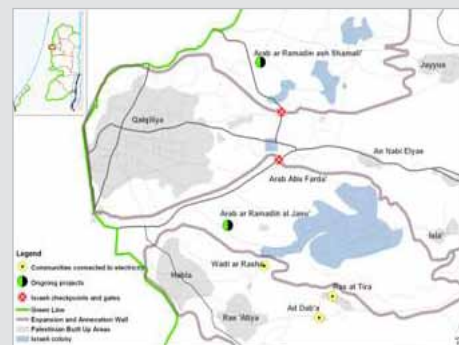 Arab ar Ramadin ash Shamali'
Jayyus
Qalqiliya
An Nabi Elyas
Arab Abu Farda'
Arab ar Ramadin al Janu'
Isla'
Wadi ar Rasha
Habla
Ras at Tira
Ad Dab'a
Ras 'Atiya
Legend
Communities connected to electricity
Ongoing projects
Israeli checkpoints and gates
Green Line
Expansion and Annexation Wall
Palestinian Built Up Areas
Israeli colony